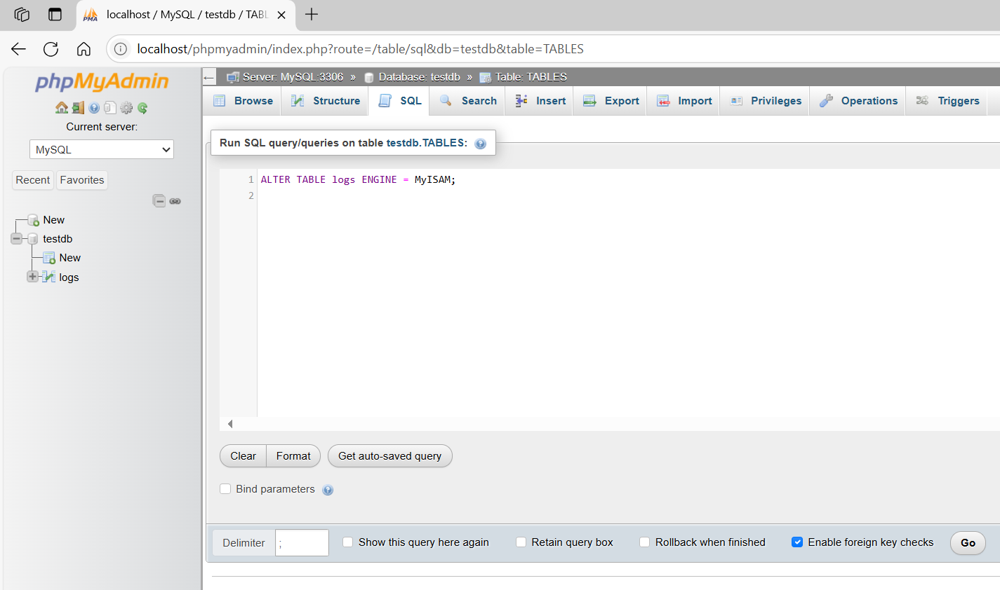 localhost / MySQL / testdb / TABL
localhost/phpmyadmin/index.php?route=/table/sql&db=testdb&table=TABLES
phpMyAdmin
Current server:
MySQL
Recent Favorites
New
testdb
New
logs
Server: MySQL:3306 » Database: testdb » Table: TABLES
Browse Structure SQL Search Insert Export Import Privileges Operations Triggers
Run SQL query/queries on table testdb.TABLES:
1 ALTER TABLE logs ENGINE = MyISAM;
2
Clear Format Get auto-saved query
Bind parameters
Delimiter ; Show this query here again Retain query box Rollback when finished Enable foreign key checks Go